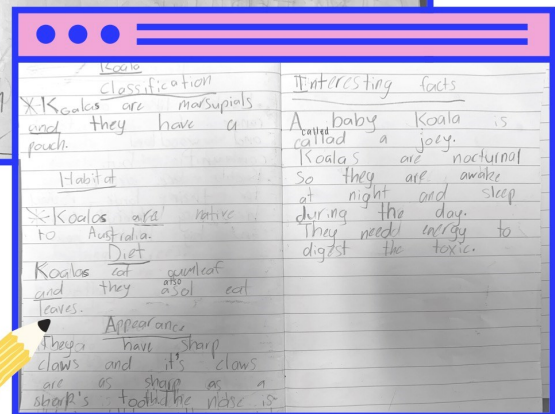 Koala
Classification
Koalas are marsupials
and they have a
pouch.
Habitat
Koalas are native
to Australia.
Diet
Koalas eat gumleaf
and they asol eat
also
leaves.
Appearance
They have sharp
claws and it's claws
are as sharp as a
nose is
Interesting facts
A baby Koala is
called
callad a joey.
Koalas are nocturnal
so they are awake
at night and sleep
during the day.
They need energy to
digest the toxic.